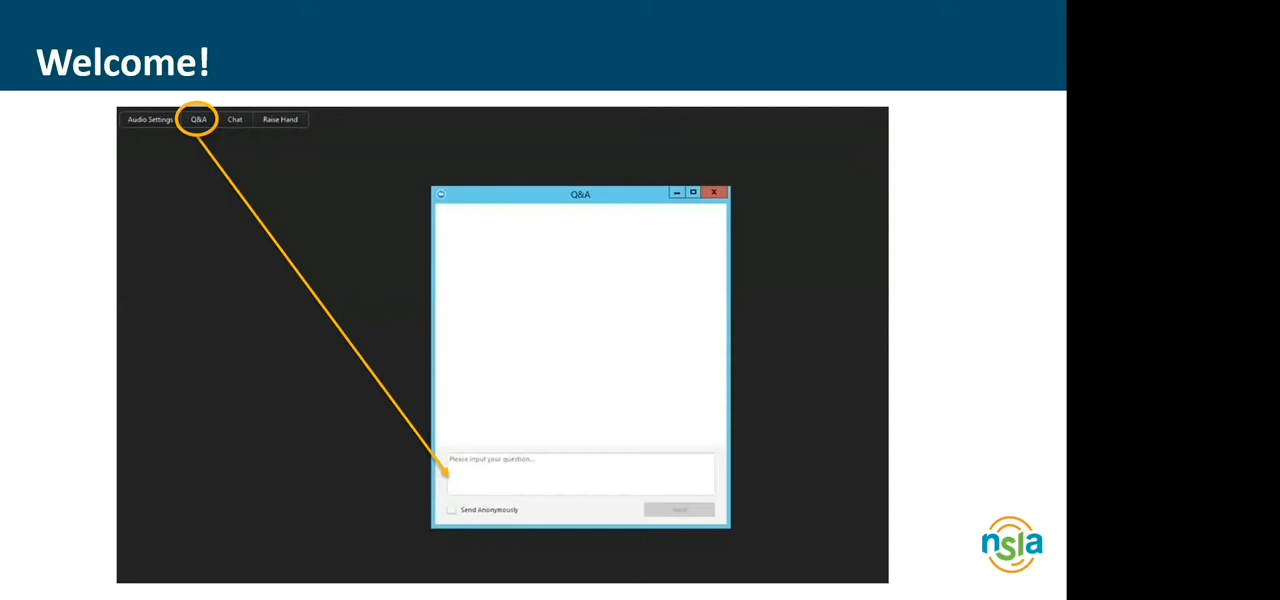 Welcome!
Audio Settings Q&A Chat Raise Hand
Q&A
Please input your question...
Send Anonymously
nsla